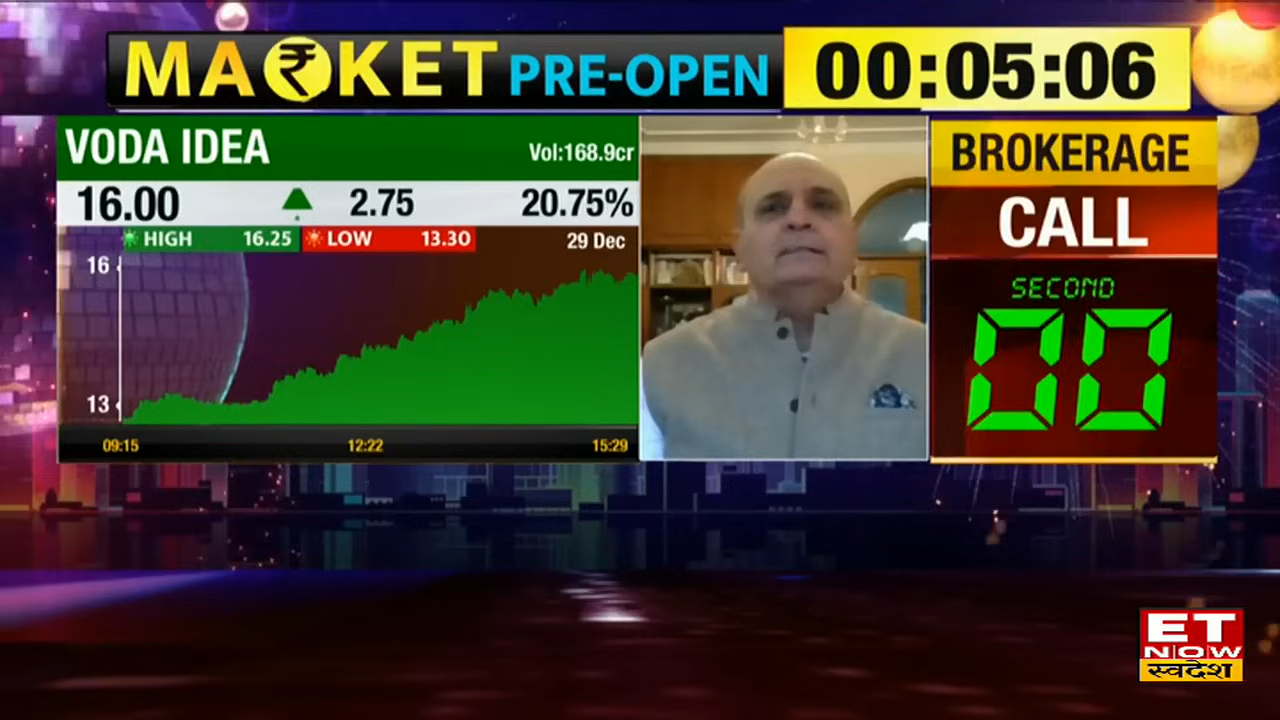 MA₹KET PRE-OPEN 00:05:06
VODA IDEA Vol:168.9cr
16.00 ▲ 2.75 20.75%
HIGH 16.25 LOW 13.30 29 Dec
16
13
09:15 12:22 15:29
BROKERAGE
CALL
SECOND
00
ET
NOW
स्वदेश